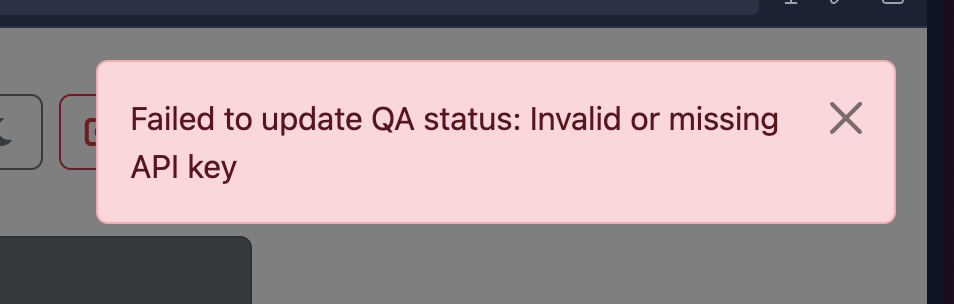 Failed to update QA status: Invalid or missing
API key